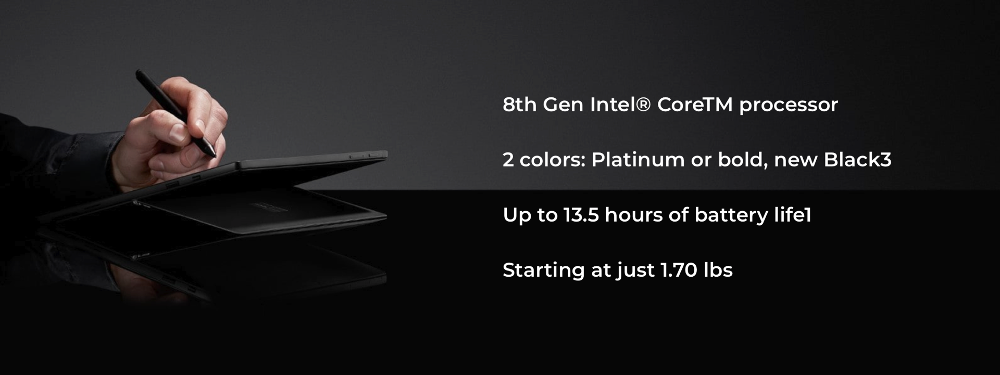 8th Gen Intel® CoreTM processor
2 colors: Platinum or bold, new Black3
Up to 13.5 hours of battery life1
Starting at just 1.70 lbs